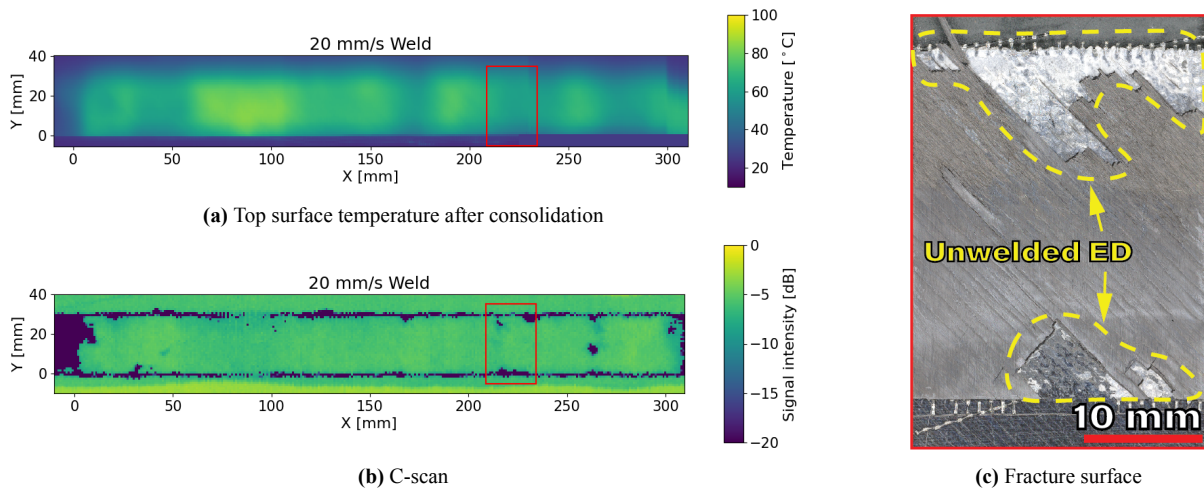 20 mm/s Weld
40
20
0
Y [mm]
0 50 100 150 200 250 300
X [mm]
100
80
60
40
20
Temperature [°C]
(a) Top surface temperature after consolidation
20 mm/s Weld
40
20
0
Y [mm]
0 50 100 150 200 250 300
X [mm]
0
−5
−10
−15
−20
Signal intensity [dB]
(b) C-scan
Unwelded ED
10 mm
(c) Fracture surface